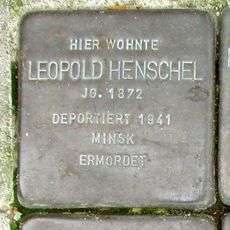 HIER WOHNTE
LEOPOLD HENSCHEL
JG. 1872
DEPORTIERT 1941
MINSK
ERMORDET